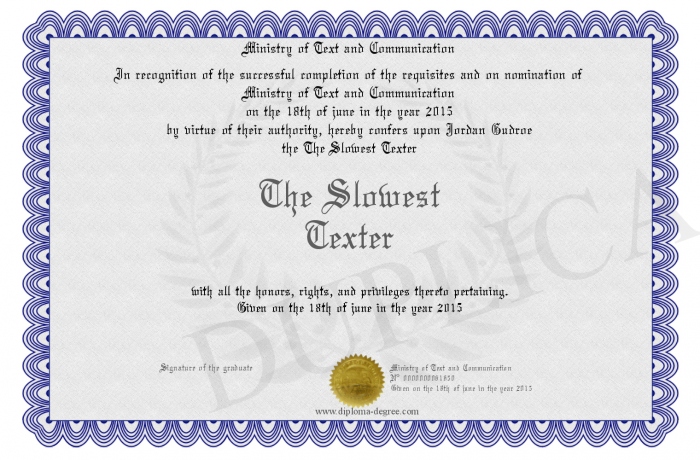 Ministry of Text and Communication
In recognition of the successful completion of the requisites and on nomination of
Ministry of Text and Communication
on the 18th of june in the year 2015
by virtue of their authority, hereby confers upon Jordan Gudroe
the The Slowest Texter
The Slowest
Texter
with all the honors, rights, and privileges thereto pertaining.
Given on the 18th of june in the year 2015
DUPLICA
Signature of the graduate
Ministry of Text and Communication
Given on the 18th of june in the year 2015
www.diploma-degree.com